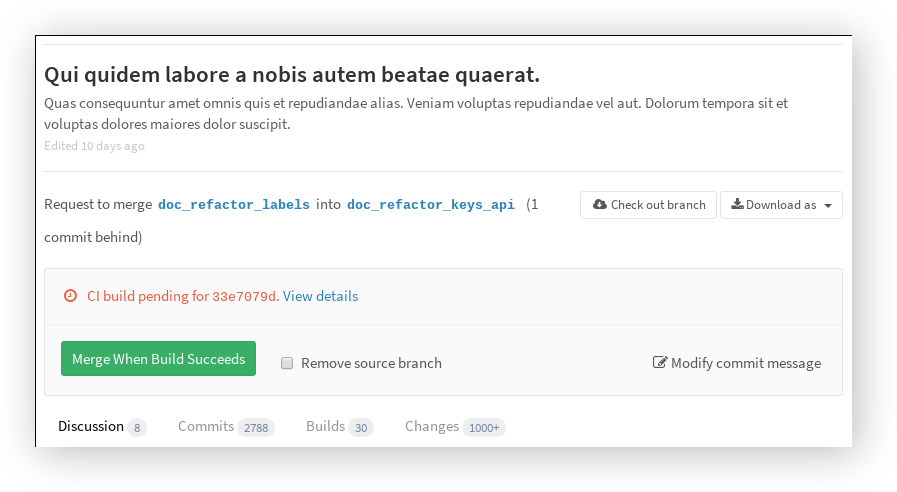 Qui quidem labore a nobis autem beatae quaerat.
Quas consequuntur amet omnis quis et repudiandae alias. Veniam voluptas repudiandae vel aut. Dolorum tempora sit et
voluptas dolores maiores dolor suscipit.
Edited 10 days ago
Request to merge doc_refactor_labels into doc_refactor_keys_api (1
commit behind)
Check out branch
Download as
CI build pending for 33e7079d. View details
Merge When Build Succeeds
Remove source branch
Modify commit message
Discussion 8
Commits 2788
Builds 30
Changes 1000+